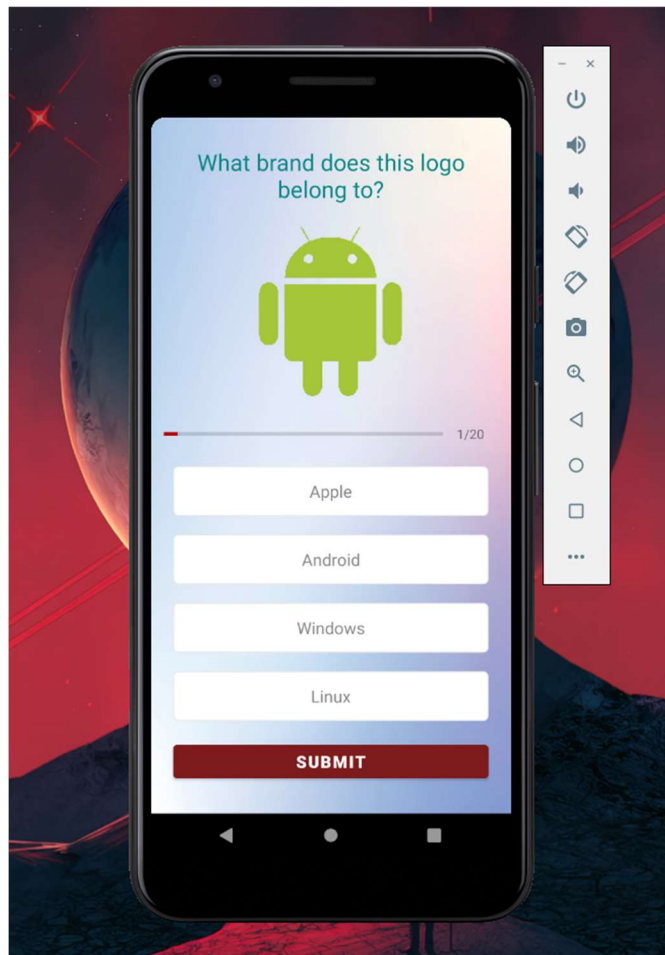 What brand does this logo
belong to?
1/20
Apple
Android
Windows
Linux
SUBMIT